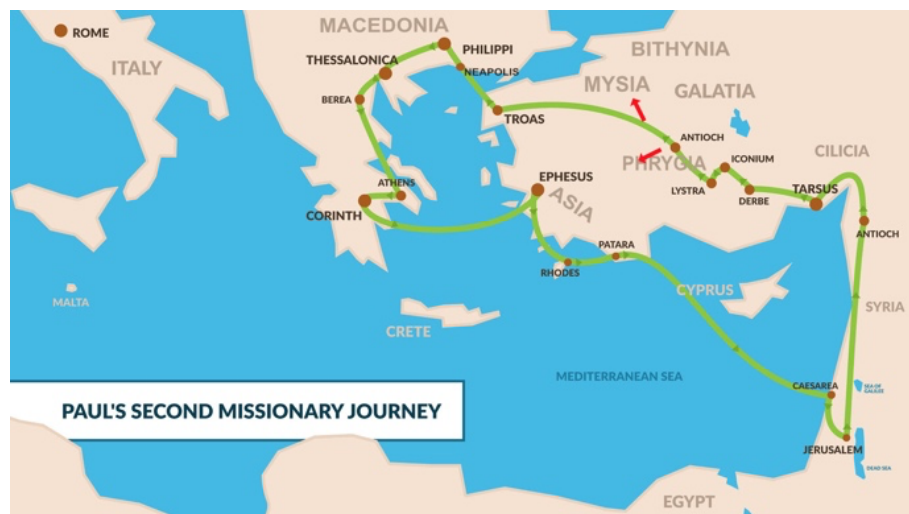 MACEDONIA
ROME
ITALY
BITHYNIA
PHILIPPI
THESSALONICA
NEAPOLIS
MYSIA
GALATIA
BEREA
TROAS
ANTIOCH
CILICIA
PHRYGIA
ICONIUM
EPHESUS
ATHENS
LYSTRA
TARSUS
DERBE
ASIA
CORINTH
ANTIOCH
PATARA
RHODES
CYPRUS
MALTA
SYRIA
CRETE
MEDITERRANEAN SEA
CAESAREA
SEA OF
GALILEE
PAUL'S SECOND MISSIONARY JOURNEY
JERUSALEM
DEAD SEA
EGYPT